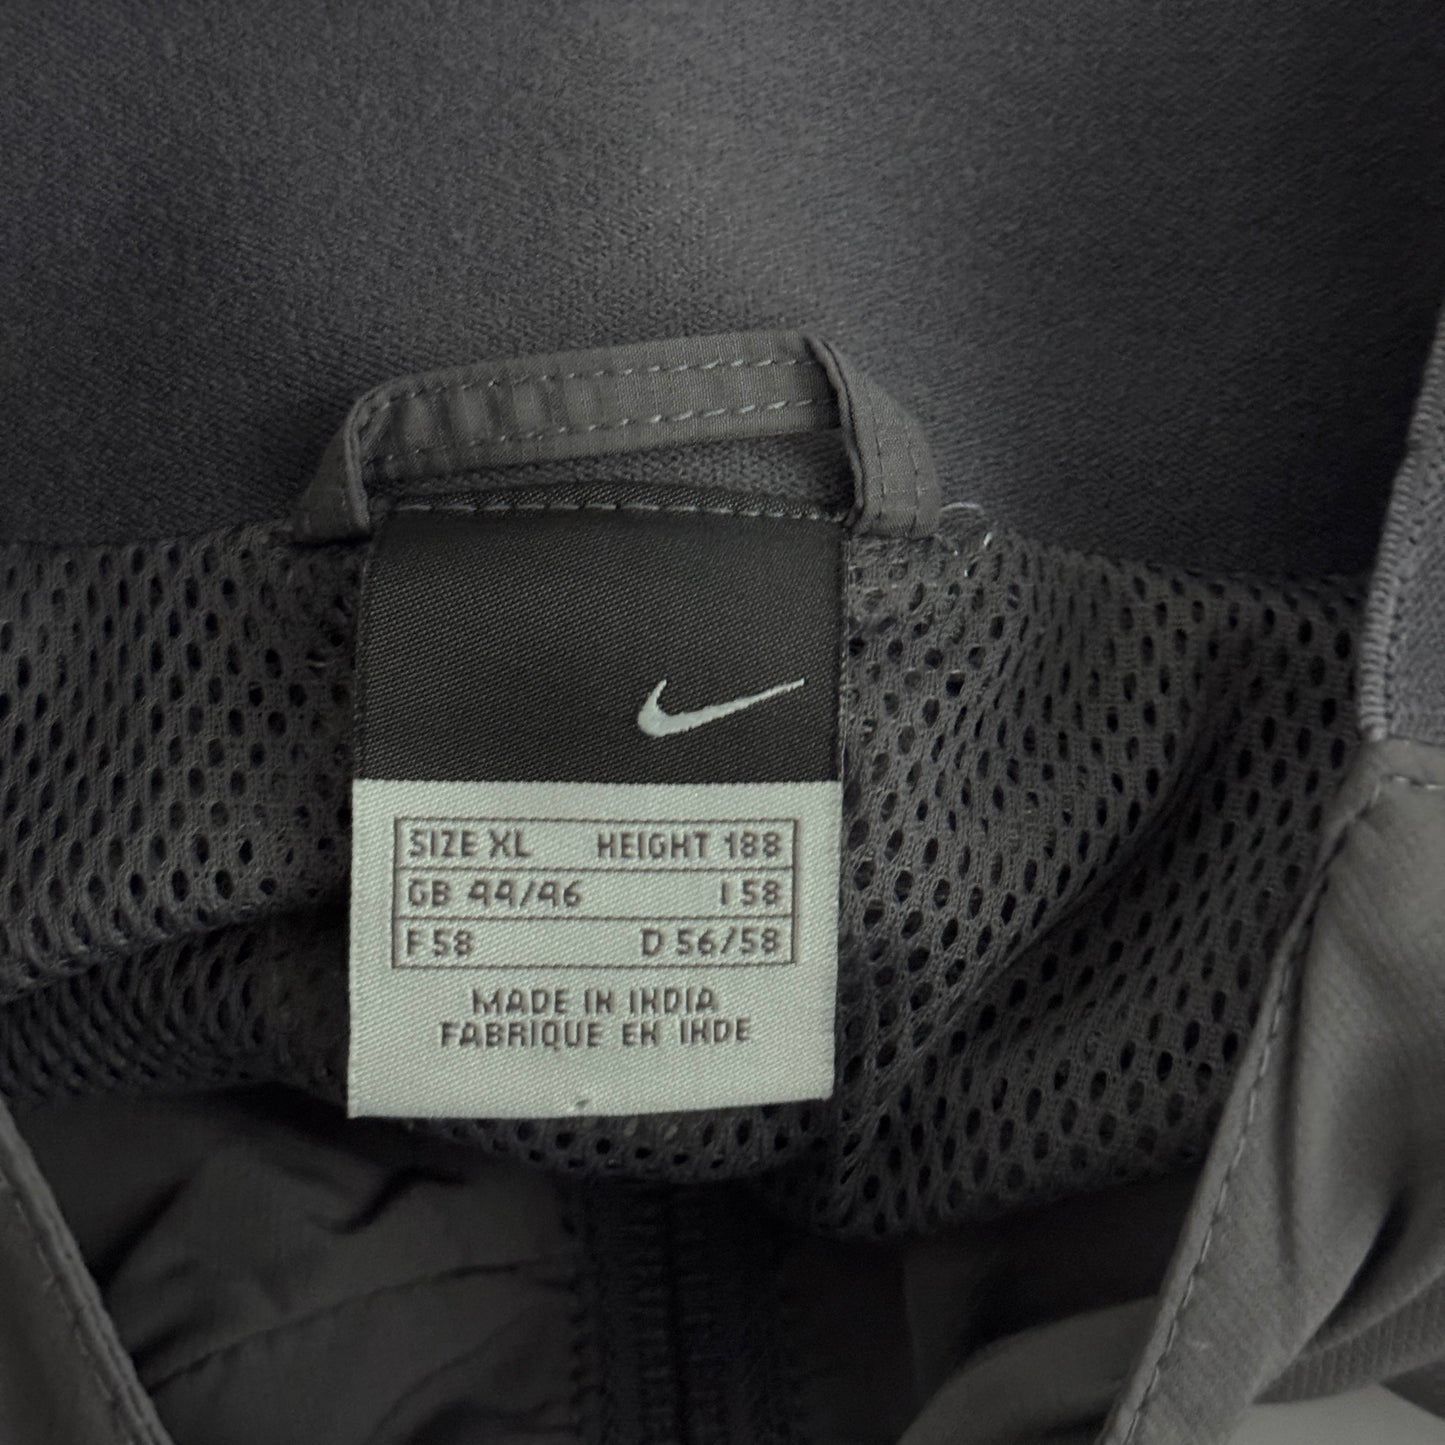 SIZE XL HEIGHT 188
GB 44/46 I 58
F 58 D 56/58
MADE IN INDIA
FABRIQUE EN INDE